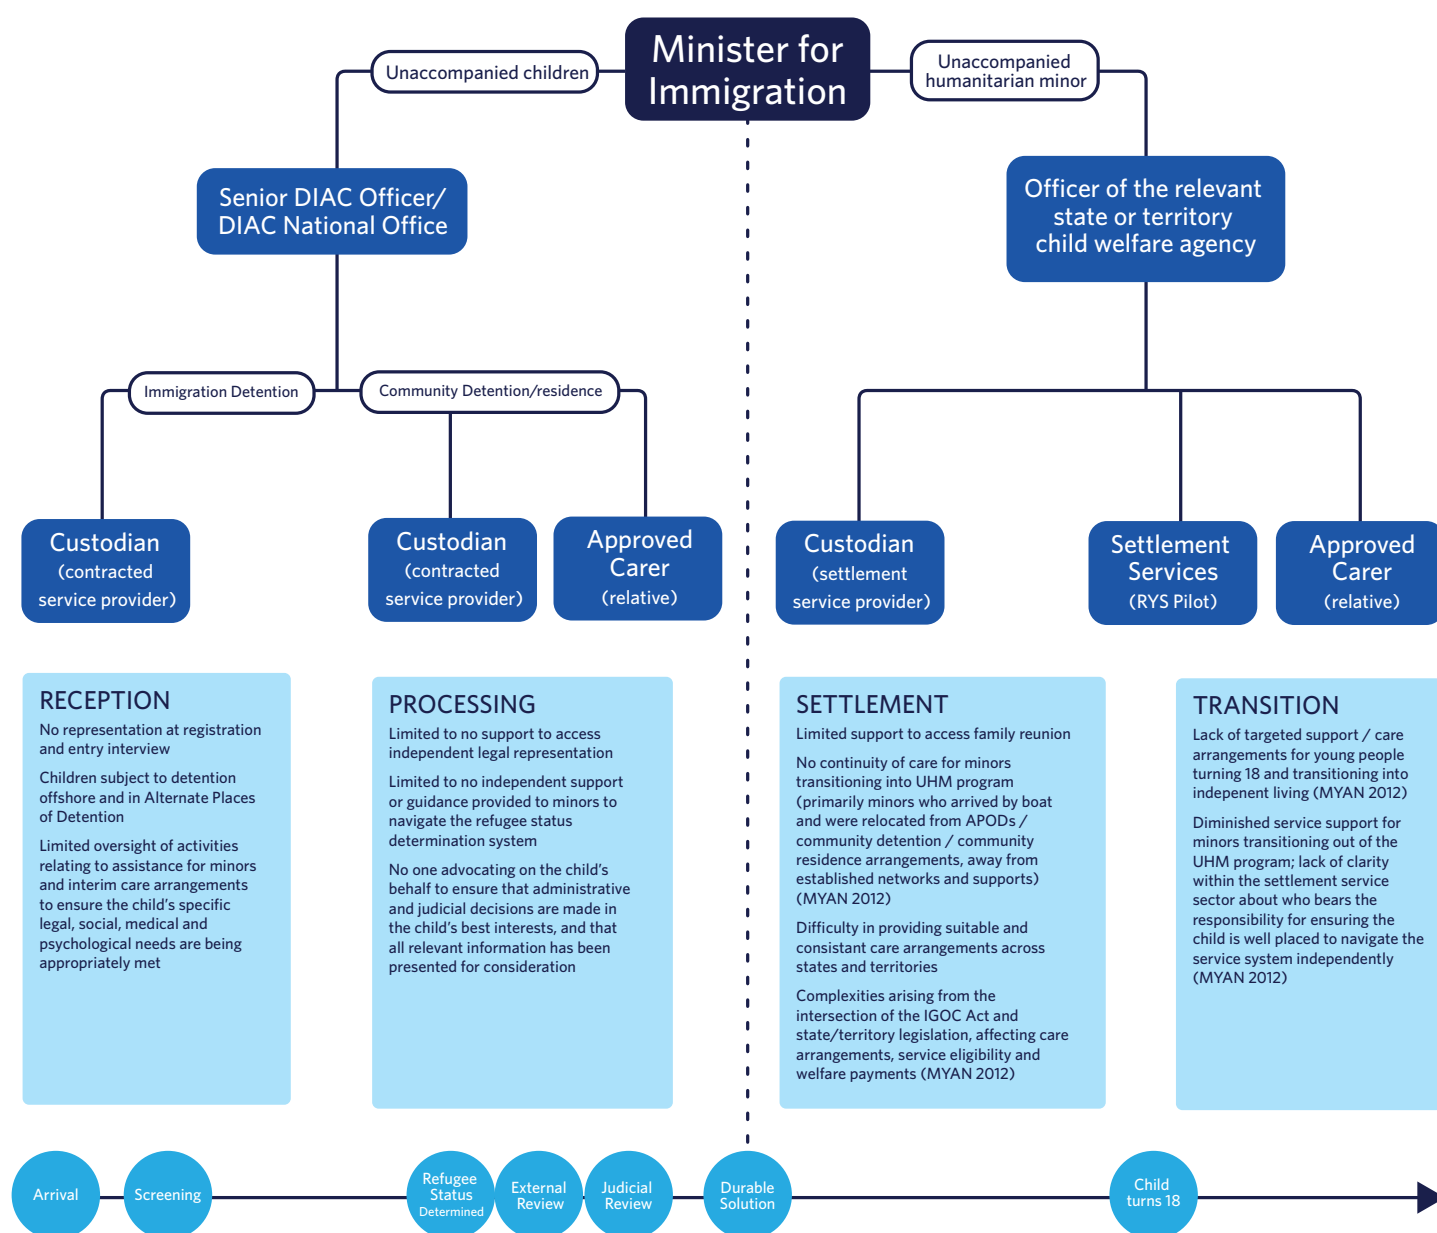 Minister for
Immigration
Unaccompanied children
Unaccompanied
humanitarian minor
Senior DIAC Officer/
DIAC National Office
Officer of the relevant
state or territory
child welfare agency
Immigration Detention
Community Detention/residence
Custodian
(contracted
service provider)
Custodian
(contracted
service provider)
Approved
Carer
(relative)
Custodian
(settlement
service provider)
Settlement
Services
(RYS Pilot)
Approved
Carer
(relative)
RECEPTION
No representation at registration
and entry interview
Children subject to detention
offshore and in Alternate Places
of Detention
Limited oversight of activities
relating to assistance for minors
and interim care arrangements
to ensure the child's specific
legal, social, medical and
psychological needs are being
appropriately met
PROCESSING
Limited to no support to access
independent legal representation
Limited to no independent support
or guidance provided to minors to
navigate the refugee status
determination system
No one advocating on the child's
behalf to ensure that administrative
and judicial decisions are made in
the child's best interests, and that
all relevant information has been
presented for consideration
SETTLEMENT
Limited support to access family reunion
No continuity of care for minors
transitioning into UHM program
(primarily minors who arrived by boat
and were relocated from APODs /
community detention / community
residence arrangements, away from
established networks and supports)
(MYAN 2012)
Difficulty in providing suitable and
consistant care arrangements across
states and territories
Complexities arising from the
intersection of the IGOC Act and
state/territory legislation, affecting care
arrangements, service eligibility and
welfare payments (MYAN 2012)
TRANSITION
Lack of targeted support / care
arrangements for young people
turning 18 and transitioning into
indepenent living (MYAN 2012)
Diminished service support for
minors transitioning out of the
UHM program; lack of clarity
within the settlement service
sector about who bears the
responsibility for ensuring the
child is well placed to navigate the
service system independently
(MYAN 2012)
Arrival
Screening
Refugee
Status
Determined
External
Review
Judicial
Review
Durable
Solution
Child
turns 18